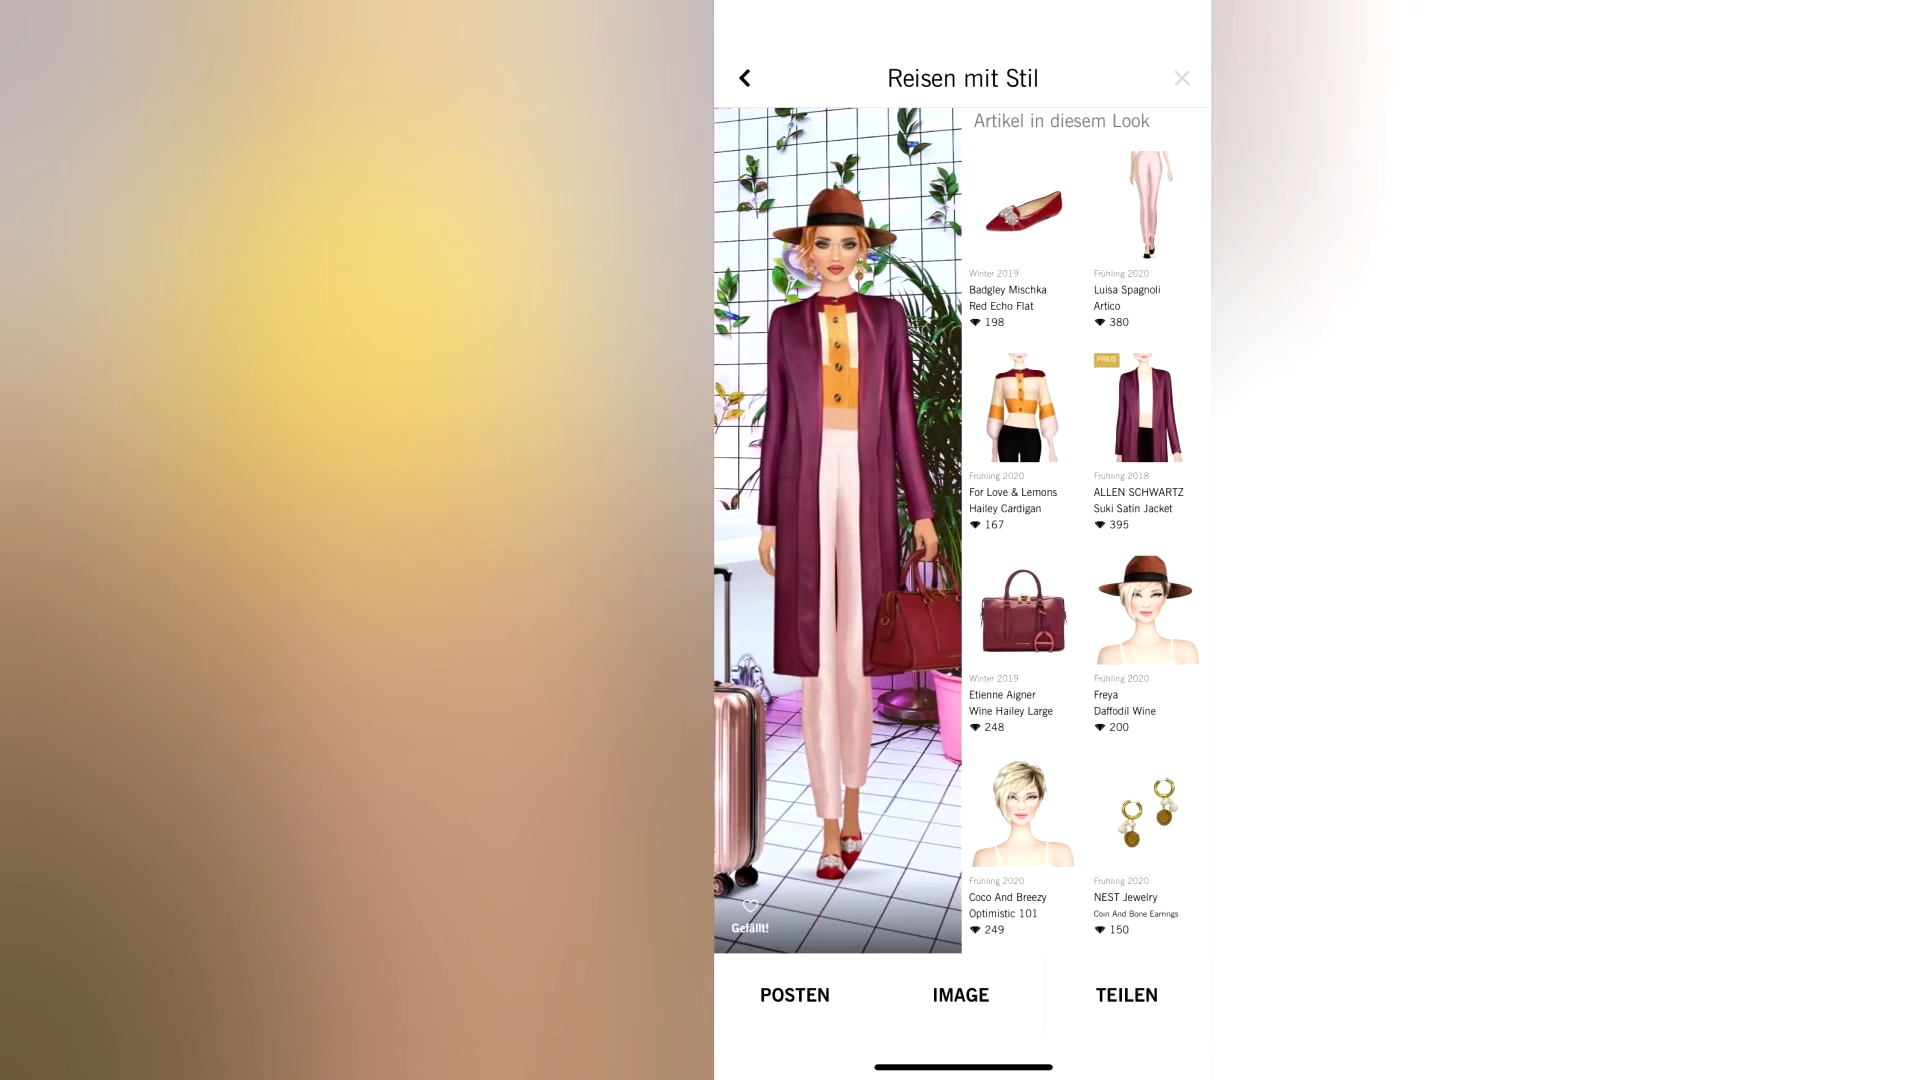 Reisen mit Stil
Artikel in diesem Look
Winter 2019
Badgley Mischka
Red Echo Flat
198
Frühling 2020
Luisa Spagnoli
Artico
380
Frühling 2020
For Love & Lemons
Hailey Cardigan
167
PREIS
Frühling 2018
ALLEN SCHWARTZ
Suki Satin Jacket
395
Winter 2019
Etienne Aigner
Wine Hailey Large
248
Frühling 2020
Freya
Daffodil Wine
200
Frühling 2020
Coco And Breezy
Optimistic 101
249
Frühling 2020
NEST Jewelry
Coin And Bone Earrings
150
Gefällt!
POSTEN
IMAGE
TEILEN